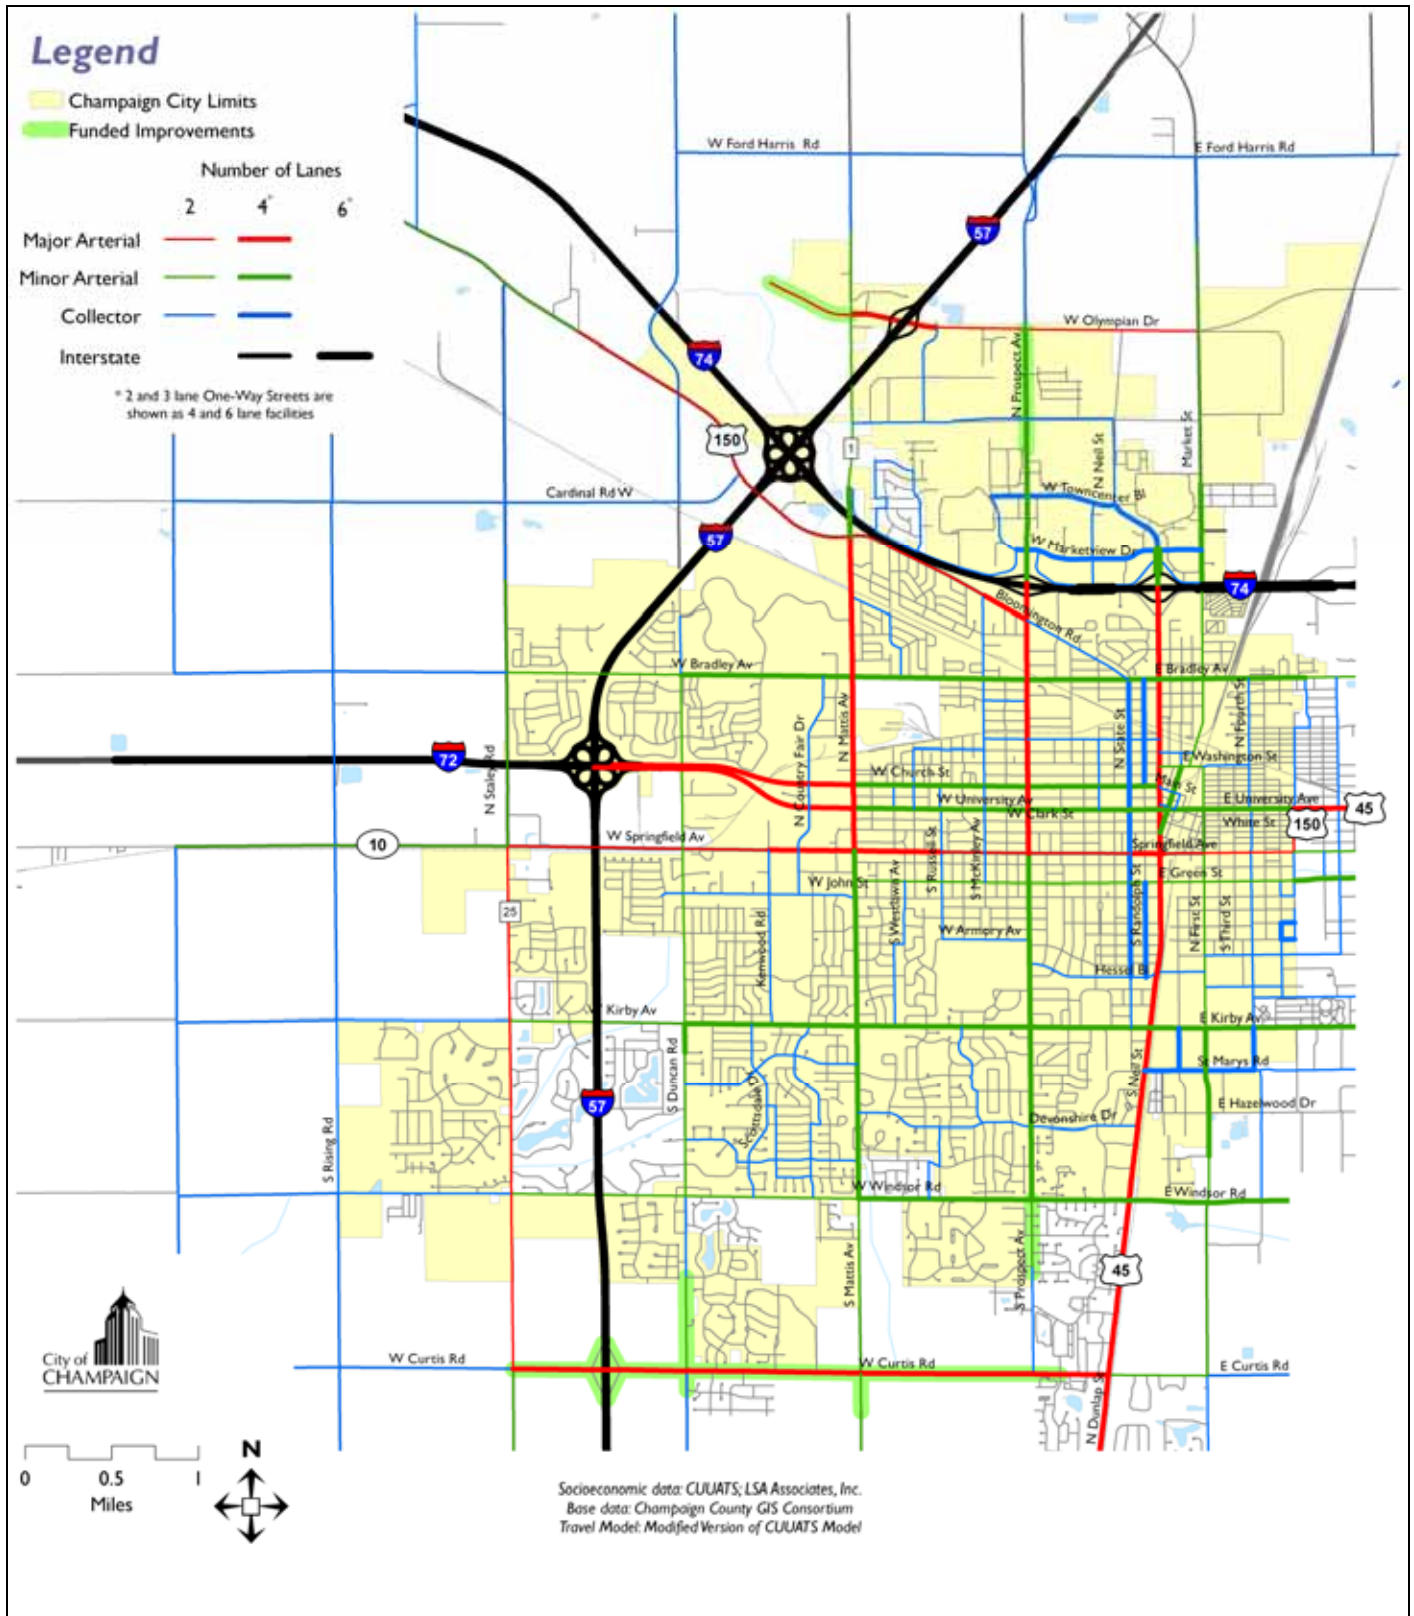 Legend
Champaign City Limits
Funded Improvements
Number of Lanes
2 4* 6*
Major Arterial
Minor Arterial
Collector
Interstate
* 2 and 3 lane One-Way Streets are
shown as 4 and 6 lane facilities
W Ford Harris Rd
E Ford Harris Rd
57
W Olympian Dr
74
N Prospect Av
150
1
N Neil St
Market St
Cardinal Rd W
W Towncenter Bl
57
W Marketview Dr
74
Bloomington Rd
W Bradley Av
E Bradley Av
N Mattis Av
N Country Fair Dr
N State St
N Fourth St
72
N Staley Rd
E Washington St
W Church St
Main St
W University Av
E University Ave
45
W Clark St
White St
150
10
W Springfield Av
Springfield Ave
W John St
E Green St
S Russell St
S McKinley Av
S Westlawn Av
S Randolph St
N First St
S Third St
25
Kenwood Rd
W Armory Av
Hessel Bl
W Kirby Av
E Kirby Av
S Duncan Rd
S Neil St
St Marys Rd
57
Scottsdale Dr
E Hazelwood Dr
Devonshire Dr
S Rising Rd
W Windsor Rd
E Windsor Rd
S Mattis Av
S Prospect Av
45
City of
CHAMPAIGN
W Curtis Rd
W Curtis Rd
E Curtis Rd
N Dunlap St
N
0 0.5 1
Miles
Socioeconomic data: CUUATS; LSA Associates, Inc.
Base data: Champaign County GIS Consortium
Travel Model: Modified Version of CUUATS Model